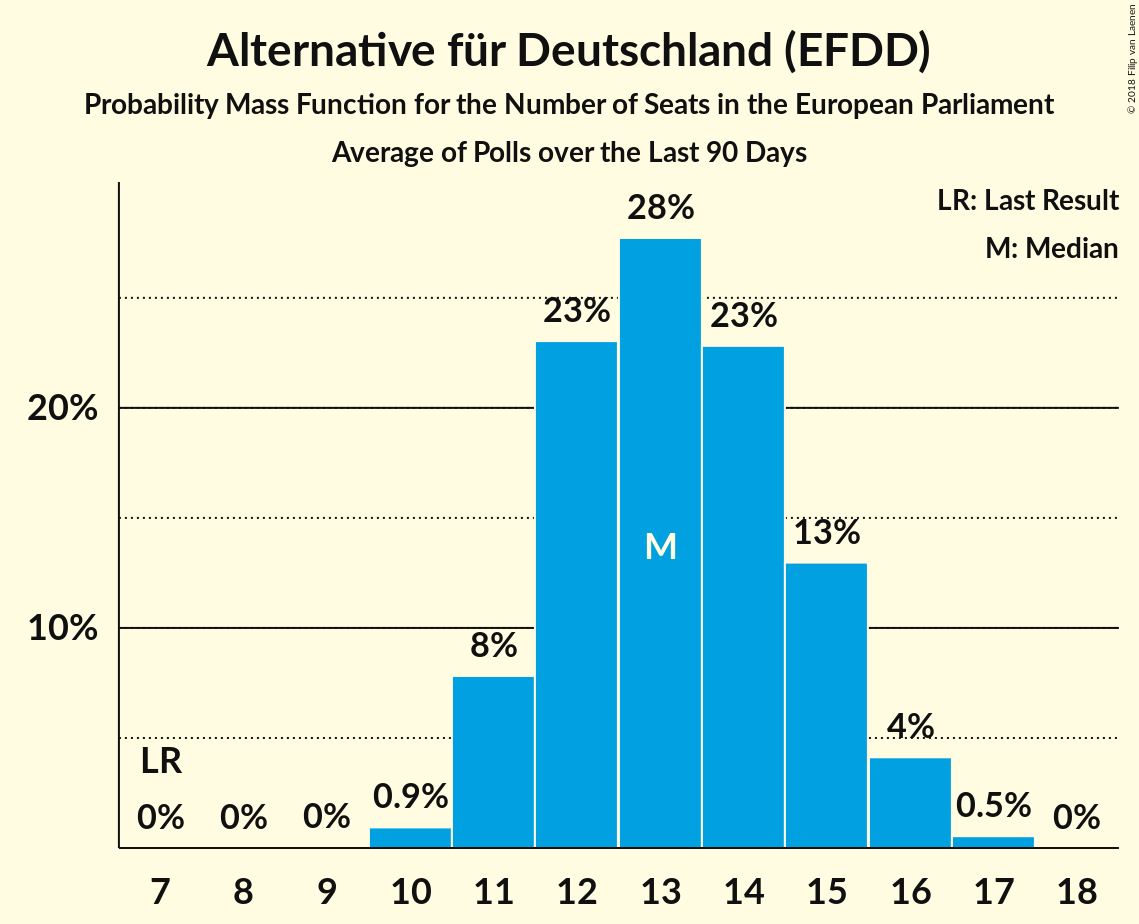 Alternative für Deutschland (EFDD)
Probability Mass Function for the Number of Seats in the European Parliament
Average of Polls over the Last 90 Days
© 2018 Filip van Laenen
LR: Last Result
M: Median
28%
23%
23%
20%
13%
M
10%
8%
4%
LR
0.9%
0.5%
0%
0%
0%
0%
7 8 9 10 11 12 13 14 15 16 17 18